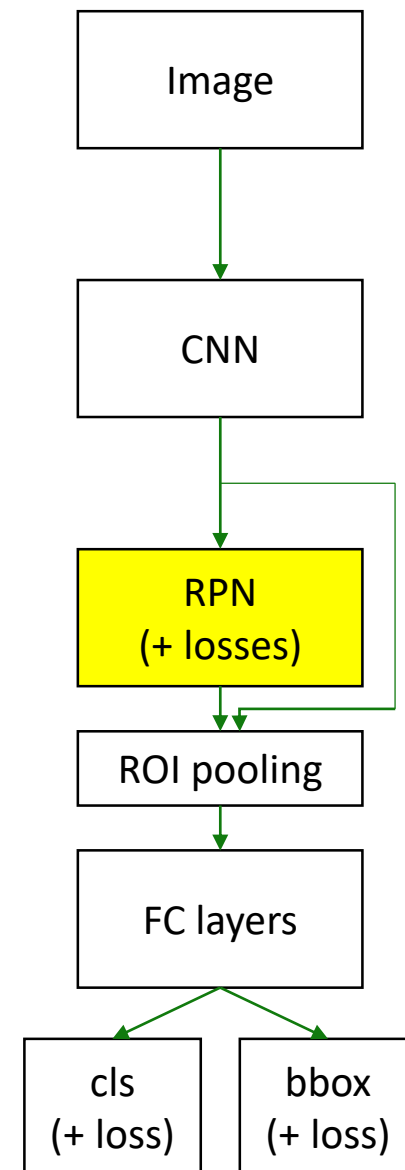 Image
CNN
RPN
(+ losses)
ROI pooling
FC layers
cls
(+ loss)
bbox
(+ loss)